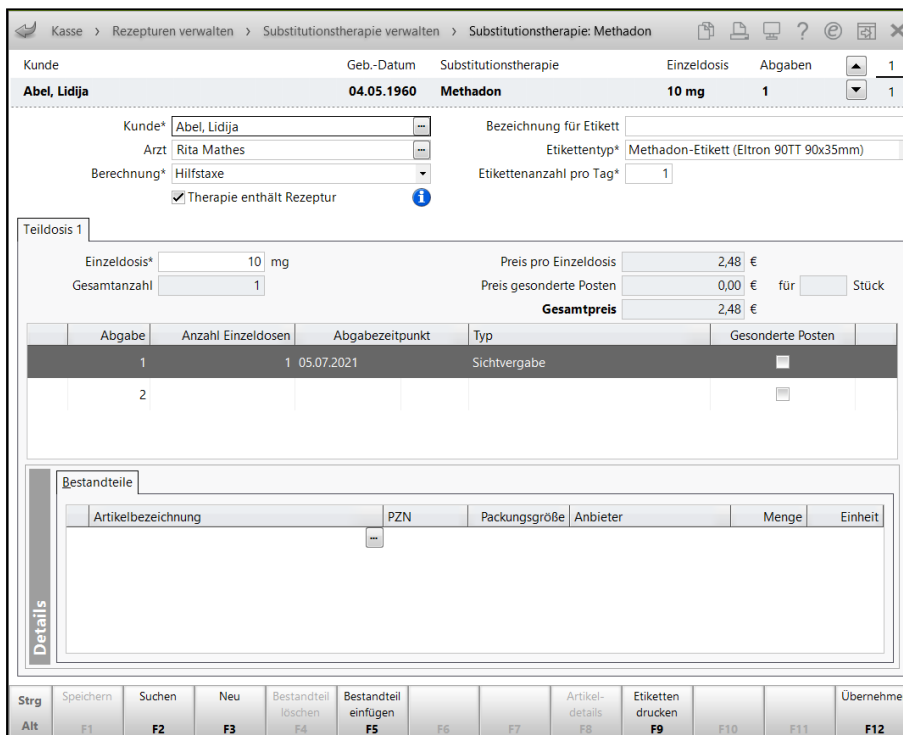 Kasse > Rezepturen verwalten > Substitutionstherapie verwalten > Substitutionstherapie: Methadon
Kunde Geb.-Datum Substitutionstherapie Einzeldosis Abgaben 1
Abel, Lidija 04.05.1960 Methadon 10 mg 1 1
Kunde* Abel, Lidija Bezeichnung für Etikett
Arzt Rita Mathes Etikettentyp* Methadon-Etikett (Eltron 90TT 90x35mm)
Berechnung* Hilfstaxe Etikettenanzahl pro Tag* 1
Therapie enthält Rezeptur
Teildosis 1
Einzeldosis* 10 mg Preis pro Einzeldosis 2,48 €
Gesamtanzahl 1 Preis gesonderte Posten 0,00 € für Stück
Gesamtpreis 2,48 €
Abgabe Anzahl Einzeldosen Abgabezeitpunkt Typ Gesonderte Posten
1 1 05.07.2021 Sichtvergabe
2
Bestandteile
Artikelbezeichnung PZN Packungsgröße Anbieter Menge Einheit
Details
Strg Speichern Suchen Neu Bestandteil löschen Bestandteil einfügen Artikel-details Etiketten drucken Übernehme
Alt F1 F2 F3 F4 F5 F6 F7 F8 F9 F10 F11 F12